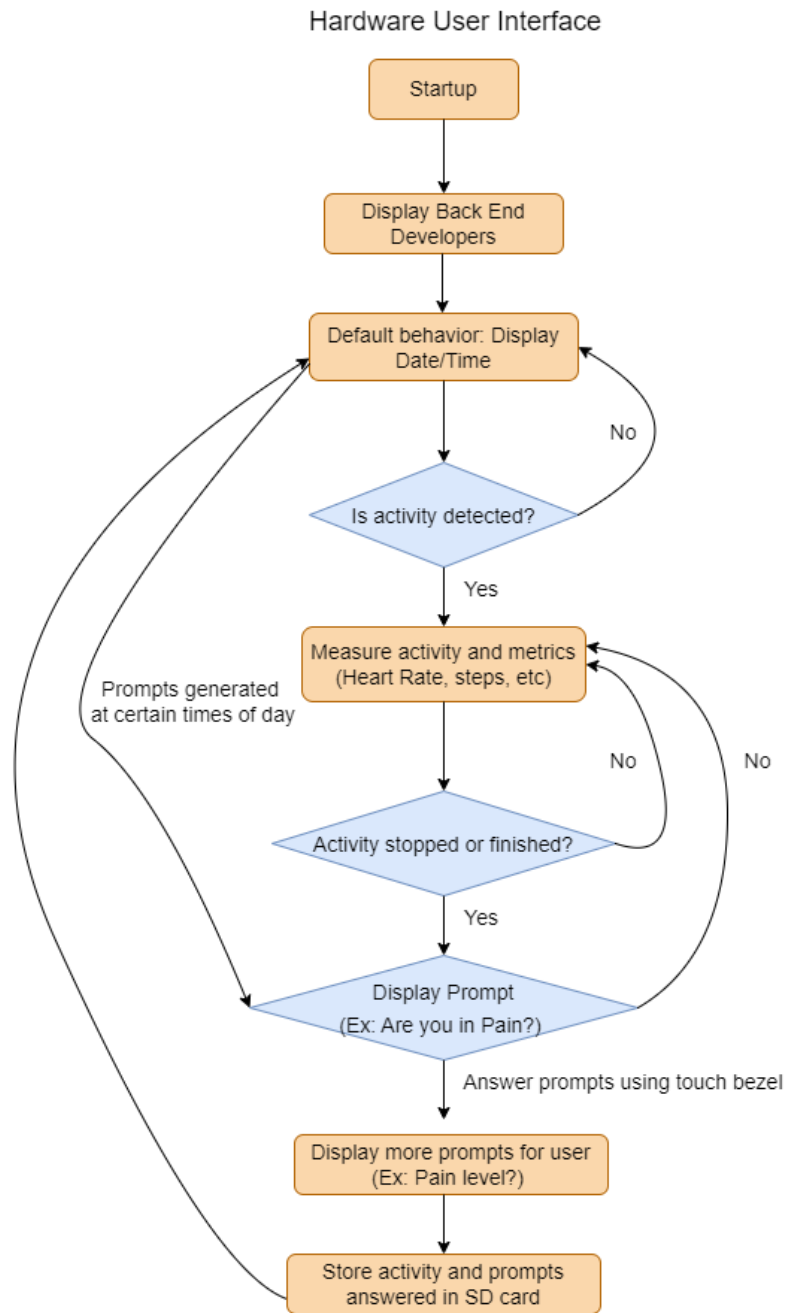 Hardware User Interface
Startup
Display Back End
Developers
Default behavior: Display
Date/Time
No
Is activity detected?
Yes
Measure activity and metrics
(Heart Rate, steps, etc)
Prompts generated
at certain times of day
No
No
Activity stopped or finished?
Yes
Display Prompt
(Ex: Are you in Pain?)
Answer prompts using touch bezel
Display more prompts for user
(Ex: Pain level?)
Store activity and prompts
answered in SD card